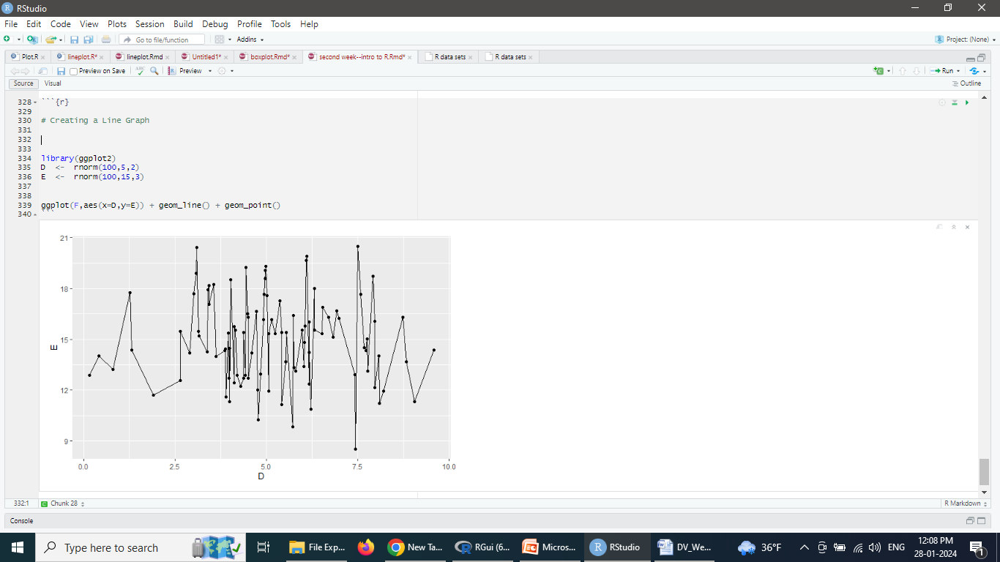 RStudio
File Edit Code View Plots Session Build Debug Profile Tools Help
Go to file/function Addins Project: (None)
Plot.R lineplot.R* lineplot.Rmd Untitled1* boxplot.Rmd* second week--intro to R.Rmd* R data sets R data sets
Preview on Save ABC Preview Run
Source Visual Outline
328 ```{r}
329
330 # Creating a Line Graph
331
332
333
334 library(ggplot2)
335 D <- rnorm(100,5,2)
336 E <- rnorm(100,15,3)
337
338
339 ggplot(F,aes(x=D,y=E)) + geom_line() + geom_point()
340 ```
21
18
15
12
9
E
0.0 2.5 5.0 7.5 10.0
D
332:1 Chunk 28 R Markdown
Console
Type here to search File Exp... New Ta... RGui (6... Micros... RStudio DV_We... 36°F ENG 12:08 PM
28-01-2024 1